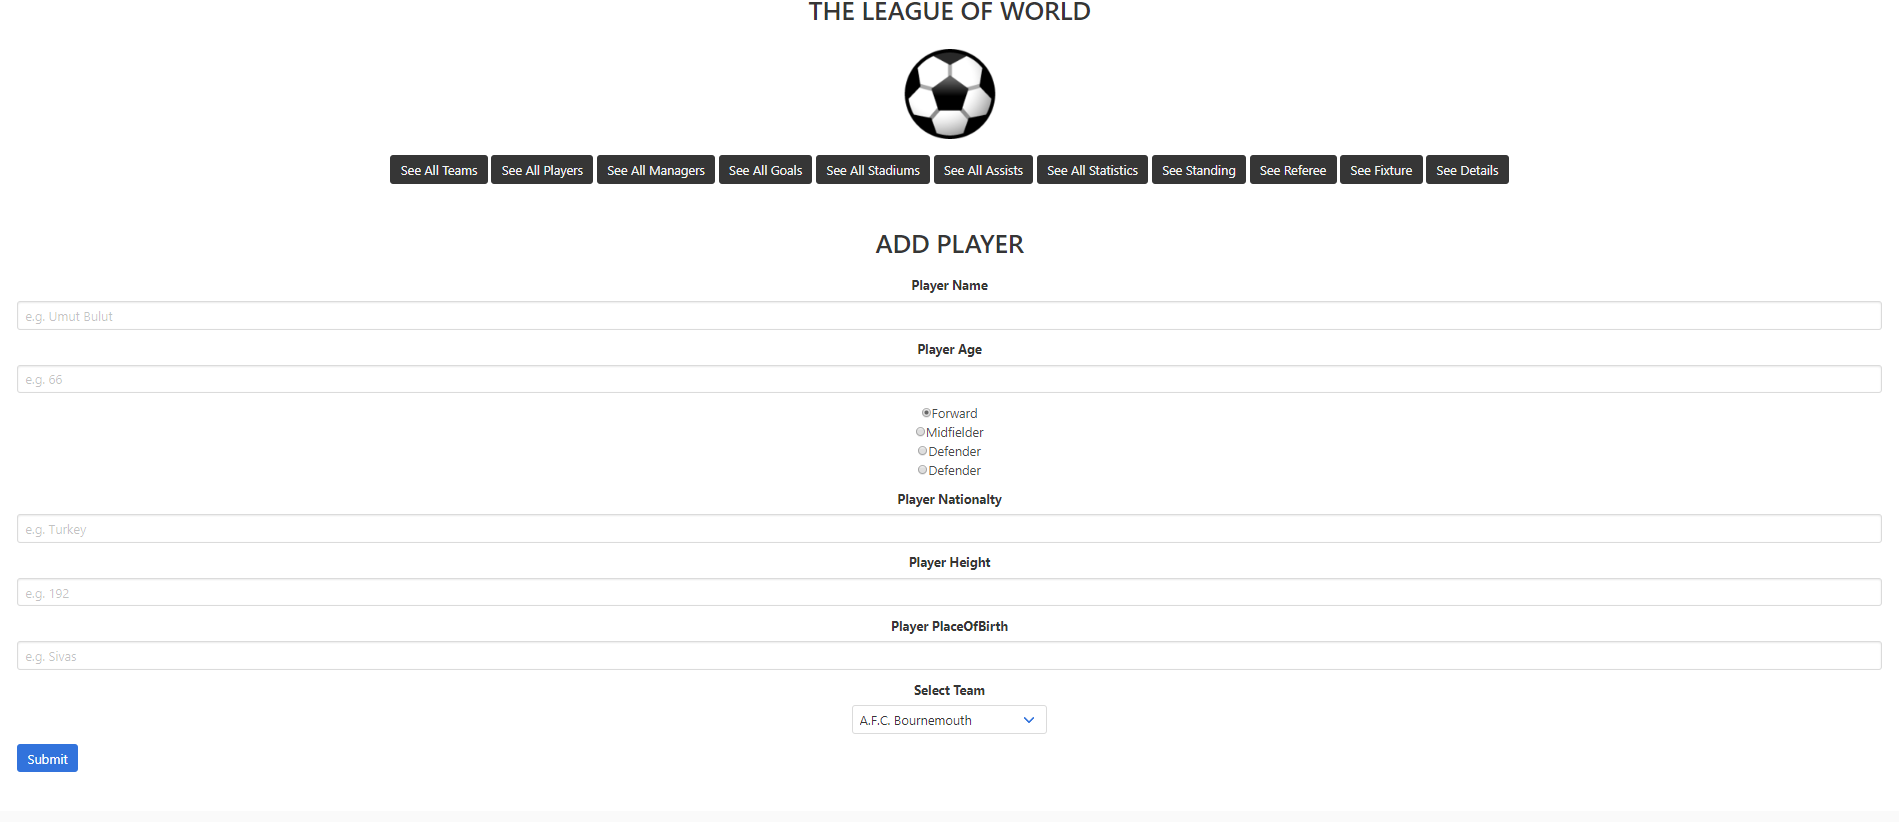 THE LEAGUE OF WORLD
See All Teams See All Players See All Managers See All Goals See All Stadiums See All Assists See All Statistics See Standing See Referee See Fixture See Details
ADD PLAYER
Player Name
e.g. Umut Bulut
Player Age
e.g. 66
Forward
Midfielder
Defender
Defender
Player Nationalty
e.g. Turkey
Player Height
e.g. 192
Player PlaceOfBirth
e.g. Sivas
Select Team
A.F.C. Bournemouth
Submit